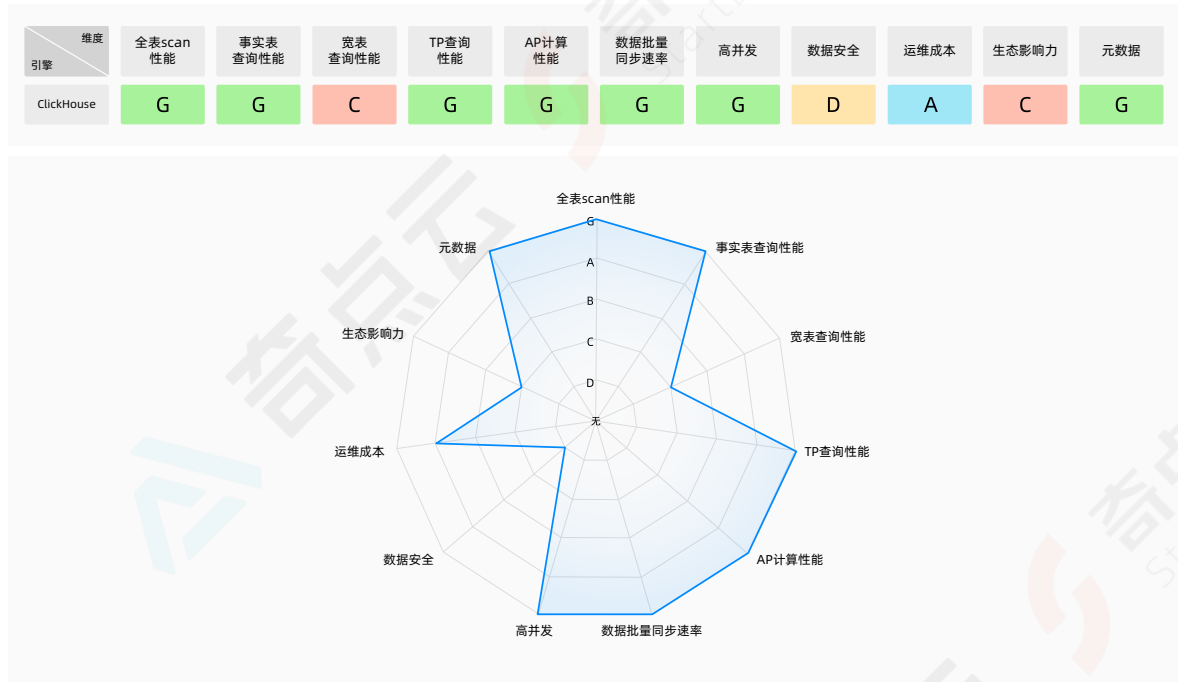 维度
引擎
全表scan
性能
事实表
查询性能
宽表
查询性能
TP查询
性能
AP计算
性能
数据批量
同步速率
高并发
数据安全
运维成本
生态影响力
元数据
ClickHouse
G
G
C
G
G
G
G
D
A
C
G
全表scan性能
G
元数据
事实表查询性能
A
B
生态影响力
宽表查询性能
C
D
无
运维成本
TP查询性能
数据安全
AP计算性能
高并发
数据批量同步速率
奇点云